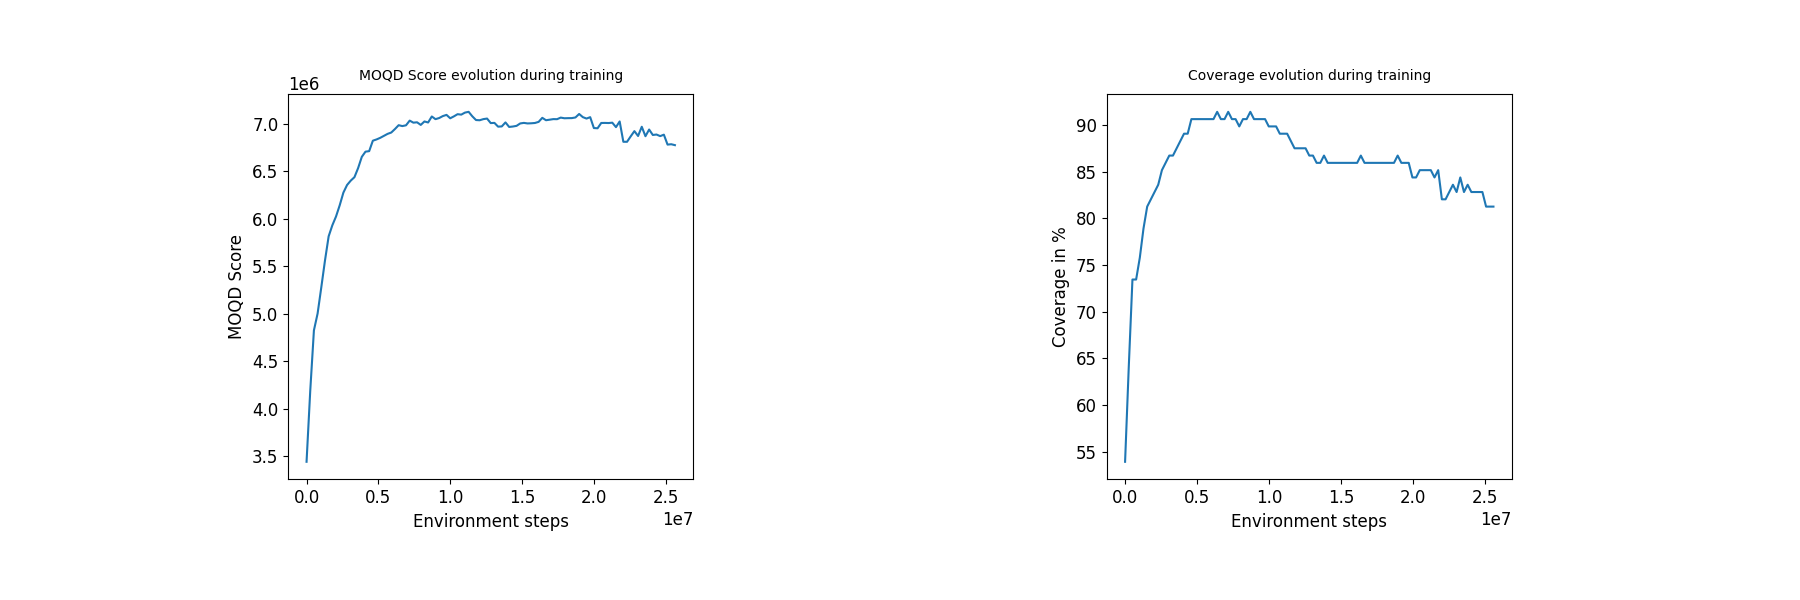 MOQD Score evolution during training
1e6
7.0
6.5
6.0
5.5
5.0
4.5
4.0
3.5
MOQD Score
0.0 0.5 1.0 1.5 2.0 2.5
Environment steps
1e7
Coverage evolution during training
90
85
80
75
70
65
60
55
Coverage in %
0.0 0.5 1.0 1.5 2.0 2.5
Environment steps
1e7